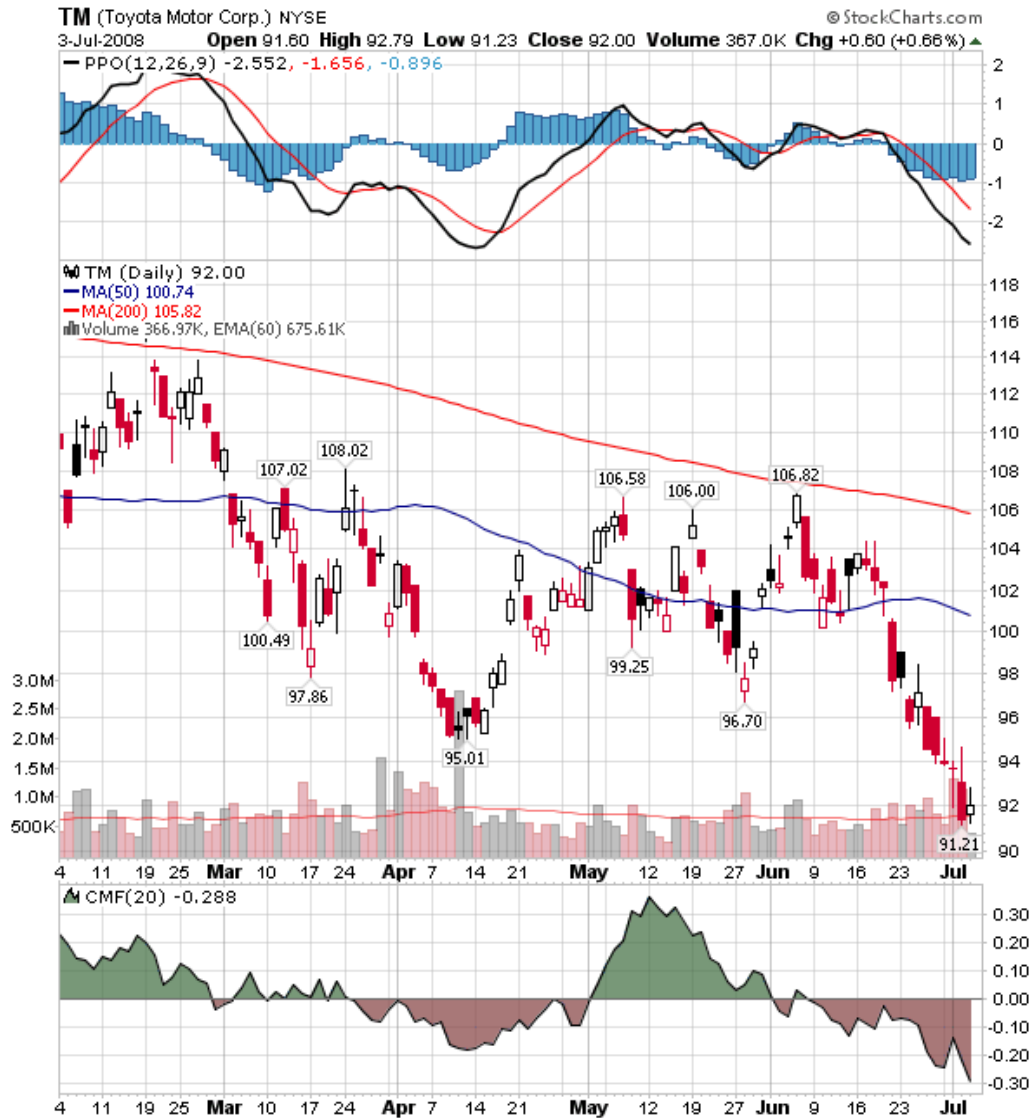 TM (Toyota Motor Corp.) NYSE © StockCharts.com
3-Jul-2008 Open 91.60 High 92.79 Low 91.23 Close 92.00 Volume 367.0K Chg +0.60 (+0.66%)
PPO(12,26,9) -2.552, -1.656, -0.896
2
1
0
-1
-2
TM (Daily) 92.00
MA(50) 100.74
MA(200) 105.82
Volume 366.97K, EMA(60) 675.61K
118
116
114
112
110
108
106
104
102
100
98
96
94
92
90
107.02
108.02
106.58
106.00
106.82
100.49
97.86
95.01
99.25
96.70
91.21
3.0M
2.5M
2.0M
1.5M
1.0M
500K
4 11 19 25 Mar 10 17 24 Apr 7 14 21 May 12 19 27 Jun 9 16 23 Jul
CMF(20) -0.288
0.30
0.20
0.10
0.00
-0.10
-0.20
-0.30
4 11 19 25 Mar 10 17 24 Apr 7 14 21 May 12 19 27 Jun 9 16 23 Jul